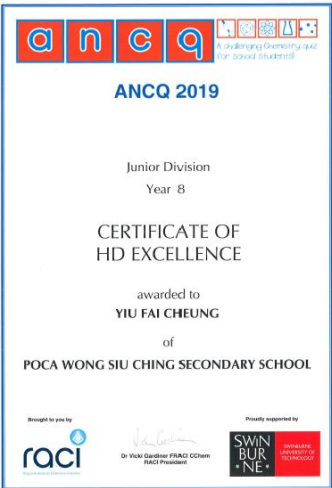 ancq
A challenging Chemistry quiz
for School Students!
ANCQ 2019
Junior Division
Year 8
CERTIFICATE OF
HD EXCELLENCE
awarded to
YIU FAI CHEUNG
of
POCA WONG SIU CHING SECONDARY SCHOOL
Brought to you by
Proudly supported by
raci
Dr Vicki Gardiner FRACI CChem
RACI President
SWIN
BUR
*NE*
SWINBURNE
UNIVERSITY OF
TECHNOLOGY